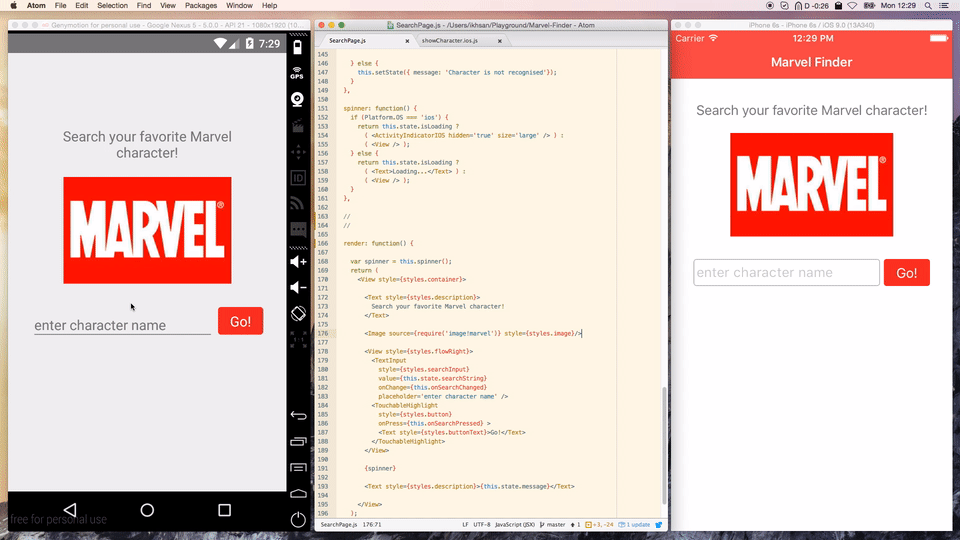 Atom File Edit Selection Find View Packages Window Help
D -0:26 Mon 12:29
Genymotion for personal use - Google Nexus 5 - 5.0.0 - API 21 - 1080x1920 (10...
7:29
GPS
ID
Search your favorite Marvel
character!
MARVEL®
enter character name
Go!
1:1
free for personal use
SearchPage.js - /Users/ikhsan/Playground/Marvel-Finder - Atom
SearchPage.js
showCharacter.ios.js
145
146 } else {
147 this.setState({ message: 'Character is not recognised'});
148 }
149 },
150
151 spinner: function() {
152 if (Platform.OS === 'ios') {
153 return this.state.isLoading ?
154 ( <ActivityIndicatorIOS hidden='true' size='large' /> ) :
155 ( <View /> );
156 } else {
157 return this.state.isLoading ?
158 ( <Text>Loading...</Text> ) :
159 ( <View /> );
160 }
161 },
162
163 //
164 //
165
166 render: function() {
167
168 var spinner = this.spinner();
169 return (
170 <View style={styles.container}>
171
172 <Text style={styles.description}>
173 Search your favorite Marvel character!
174 </Text>
175
176 <Image source={require('image!marvel')} style={styles.image}/>
177
178 <View style={styles.flowRight}>
179 <TextInput
180 style={styles.searchInput}
181 value={this.state.searchString}
182 onChange={this.onSearchChanged}
183 placeholder='enter character name' />
184 <TouchableHighlight
185 style={styles.button}
186 onPress={this.onSearchPressed} >
187 <Text style={styles.buttonText}>Go!</Text>
188 </TouchableHighlight>
189 </View>
190
191 {spinner}
192
193 <Text style={styles.description}>{this.state.message}</Text>
194
195 </View>
196 );
SearchPage.js 176:71 LF UTF-8 JavaScript (JSX) master 1 +3, -24 1 update
iPhone 6s - iPhone 6s / iOS 9.0 (13A340)
Carrier 12:29 PM
Marvel Finder
Search your favorite Marvel character!
MARVEL®
enter character name
Go!